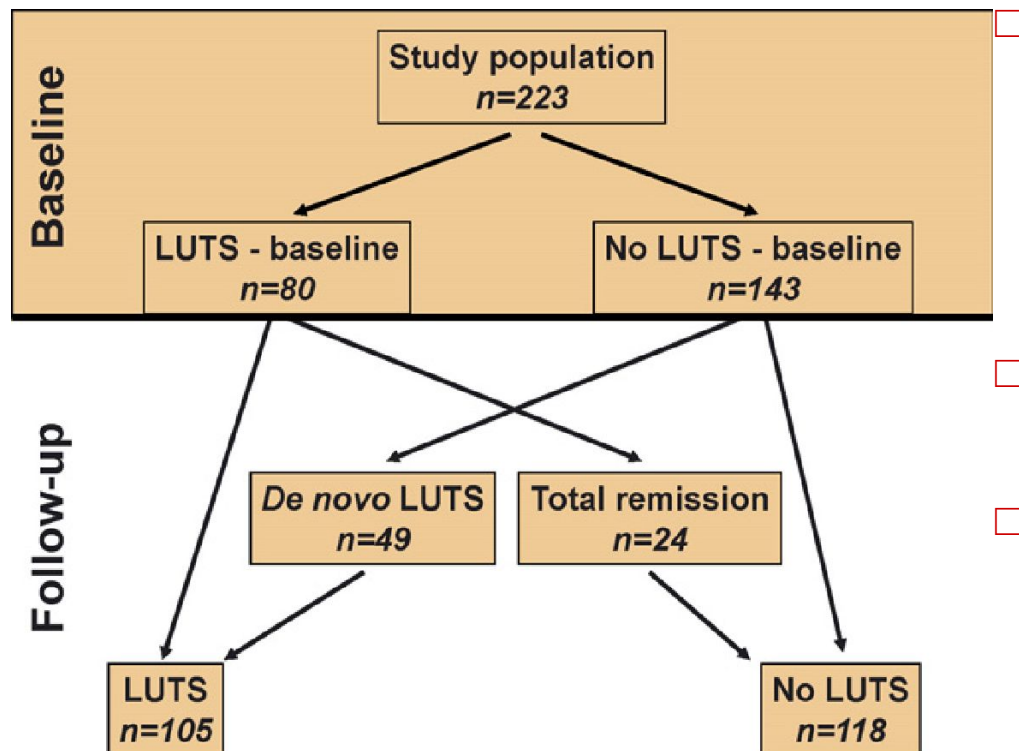 Baseline
Study population
n=223
LUTS - baseline
n=80
No LUTS - baseline
n=143
Follow-up
De novo LUTS
n=49
Total remission
n=24
LUTS
n=105
No LUTS
n=118